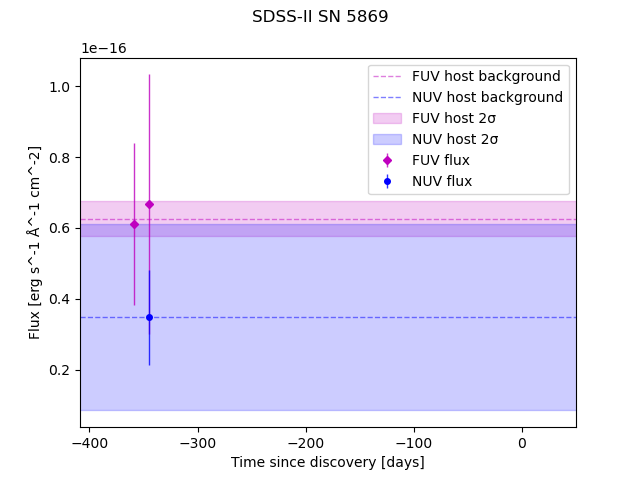 SDSS-II SN 5869
1e−16
FUV host background
NUV host background
FUV host 2σ
NUV host 2σ
FUV flux
NUV flux
1.0
0.8
0.6
0.4
0.2
Flux [erg s^-1 Å^-1 cm^-2]
−400
−300
−200
−100
0
Time since discovery [days]